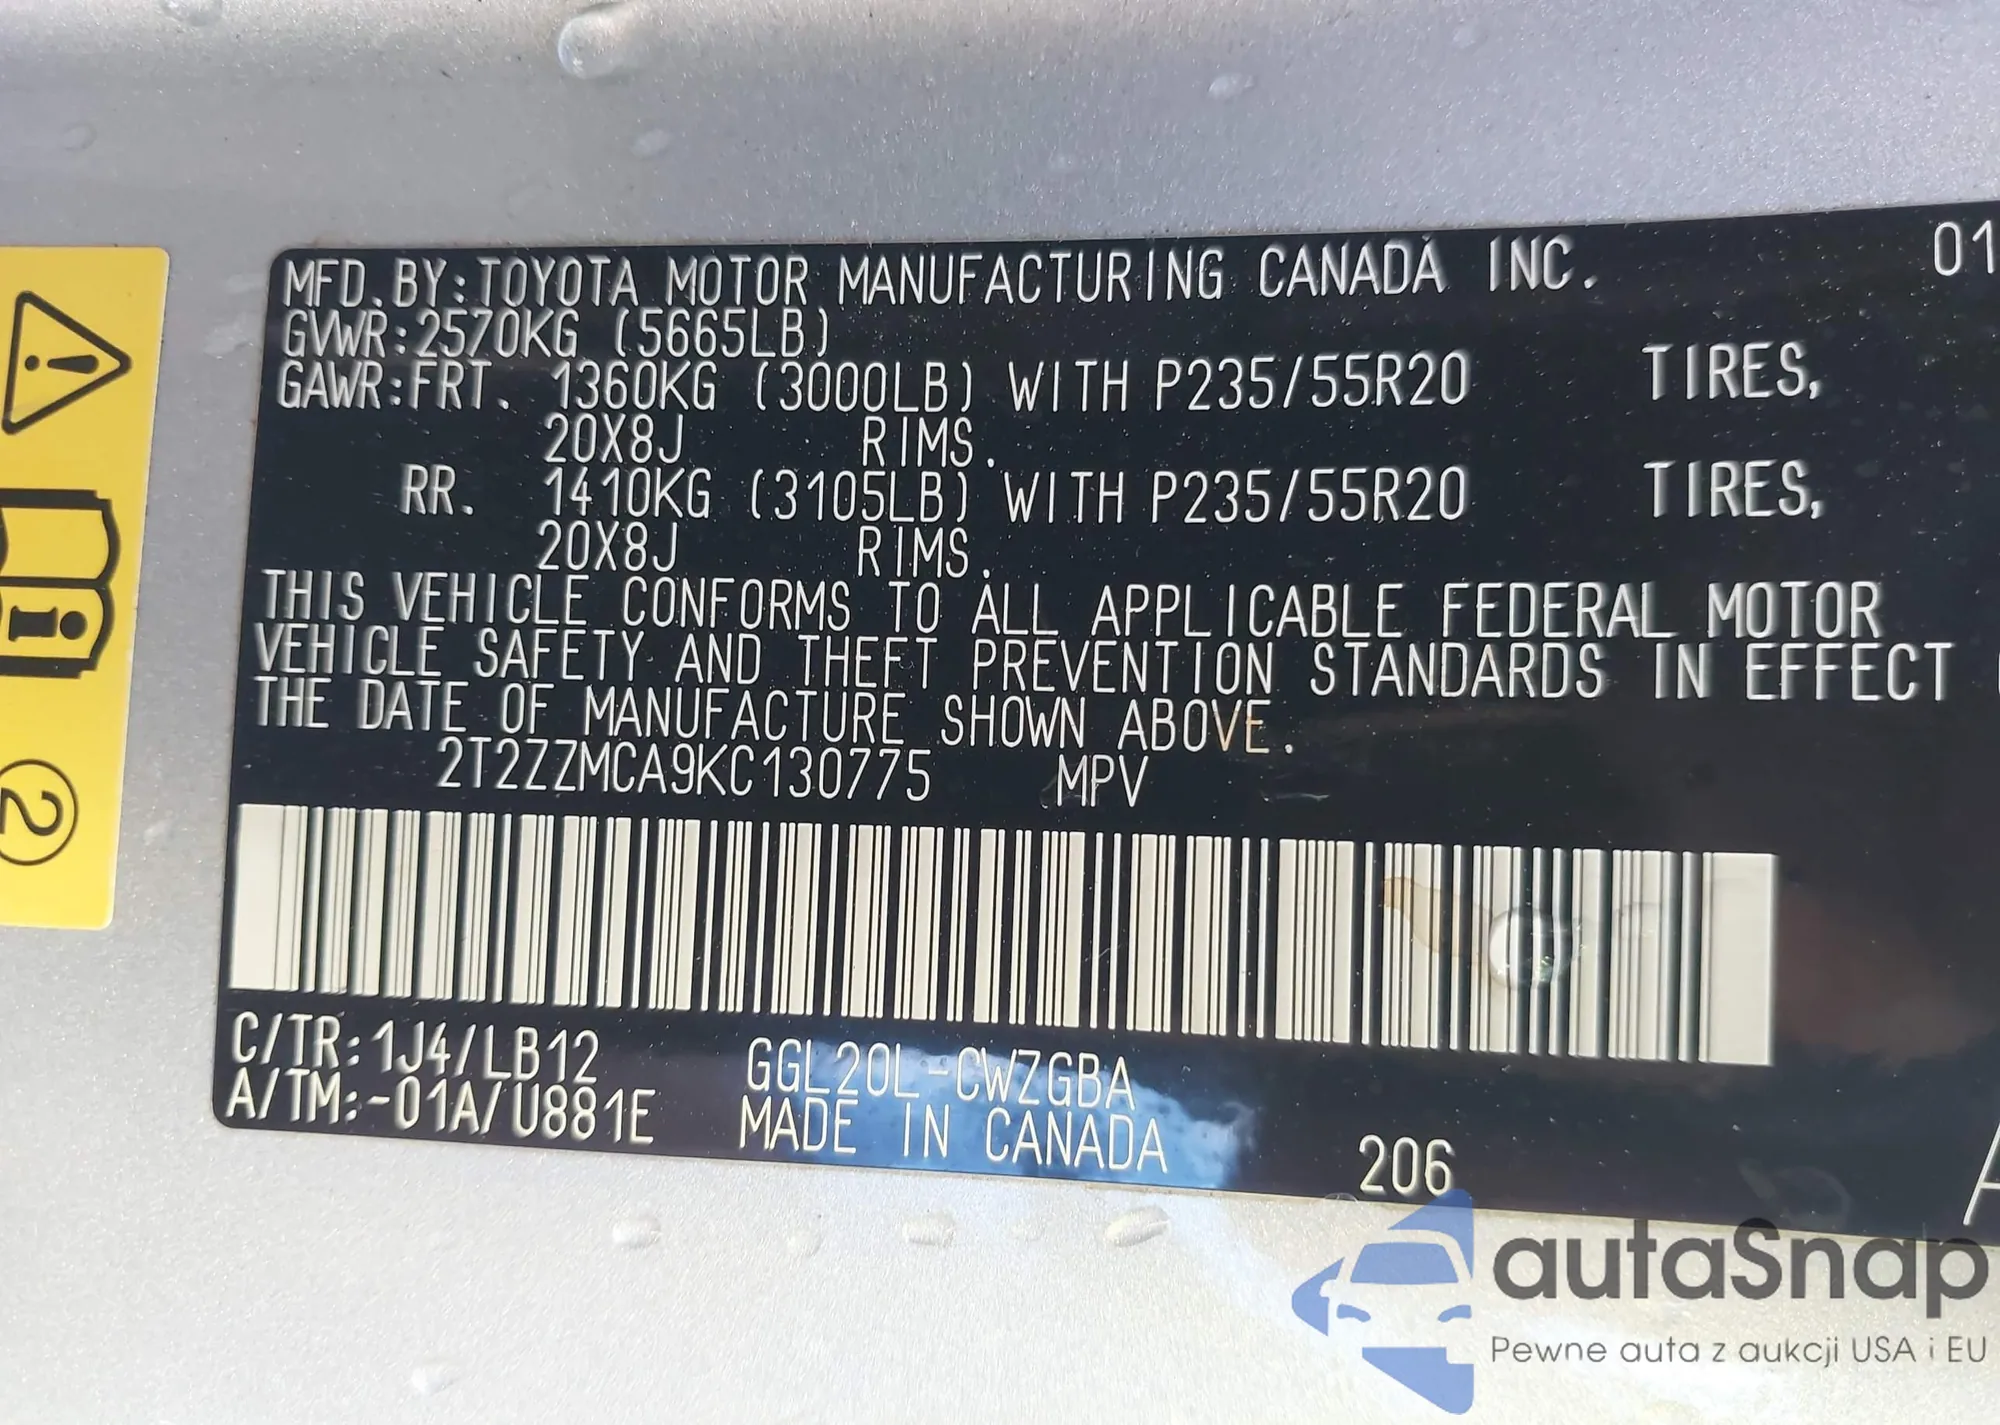 MFD.BY:TOYOTA MOTOR MANUFACTURING CANADA INC. 01
GVWR:2570KG (5665LB)
GAWR:FRT. 1360KG (3000LB) WITH P235/55R20 TIRES,
20X8J RIMS.
RR. 1410KG (3105LB) WITH P235/55R20 TIRES,
20X8J RIMS.
THIS VEHICLE CONFORMS TO ALL APPLICABLE FEDERAL MOTOR
VEHICLE SAFETY AND THEFT PREVENTION STANDARDS IN EFFECT
THE DATE OF MANUFACTURE SHOWN ABOVE.
2T2ZZMCA9KC130775 MPV
C/TR:1J4/LB12 GGL20L-CWZGBA
A/TM:-01A/U881E MADE IN CANADA 206
2
autaSnap
Pewne auta z aukcji USA i EU